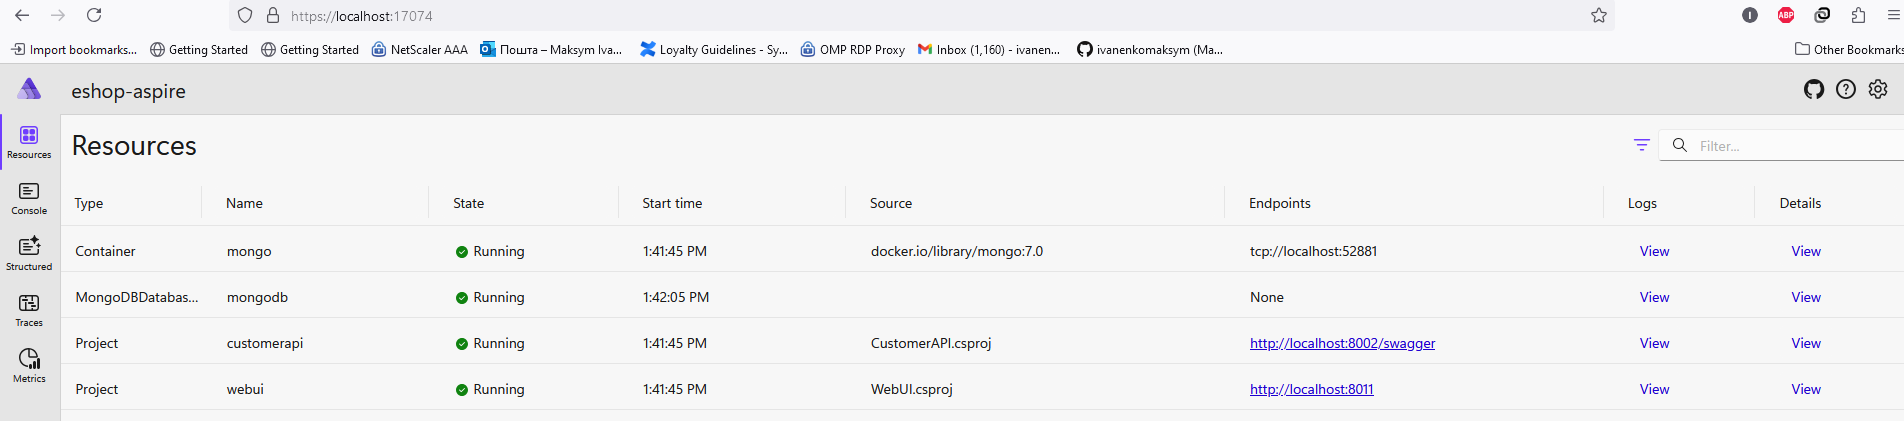 https://localhost:17074
Import bookmarks... Getting Started Getting Started NetScaler AAA Пошта – Maksym Iva... Loyalty Guidelines - Sy... OMP RDP Proxy Inbox (1,160) - ivanen... ivanenkomaksym (Ma... Other Bookmarks
eshop-aspire
Resources
Console
Structured
Traces
Metrics
Resources
Filter...
Type Name State Start time Source Endpoints Logs Details
Container mongo Running 1:41:45 PM docker.io/library/mongo:7.0 tcp://localhost:52881 View View
MongoDBDatabas... mongodb Running 1:42:05 PM None View View
Project customerapi Running 1:41:45 PM CustomerAPI.csproj http://localhost:8002/swagger View View
Project webui Running 1:41:45 PM WebUI.csproj http://localhost:8011 View View
ABP